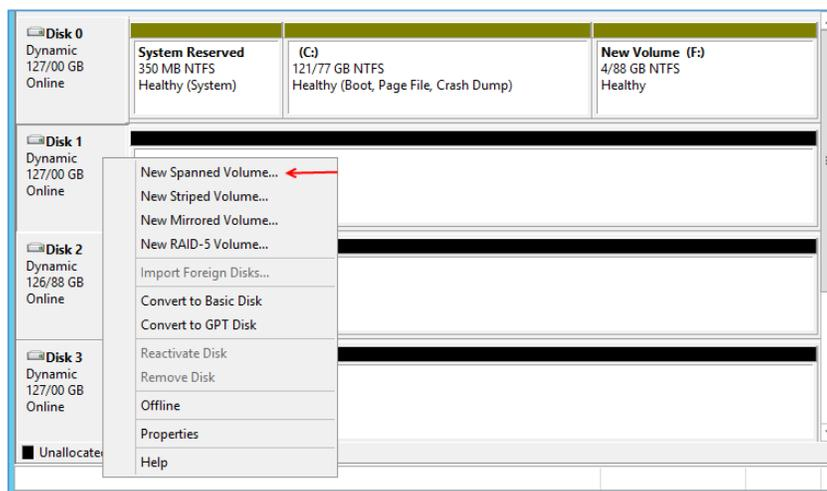 Disk 0
Dynamic
127/00 GB
Online
System Reserved
350 MB NTFS
Healthy (System)
(C:)
121/77 GB NTFS
Healthy (Boot, Page File, Crash Dump)
New Volume (F:)
4/88 GB NTFS
Healthy
Disk 1
Dynamic
127/00 GB
Online
New Spanned Volume...
New Striped Volume...
New Mirrored Volume...
New RAID-5 Volume...
Import Foreign Disks...
Convert to Basic Disk
Convert to GPT Disk
Reactivate Disk
Remove Disk
Offline
Properties
Help
Disk 2
Dynamic
126/88 GB
Online
Disk 3
Dynamic
127/00 GB
Online
Unallocate